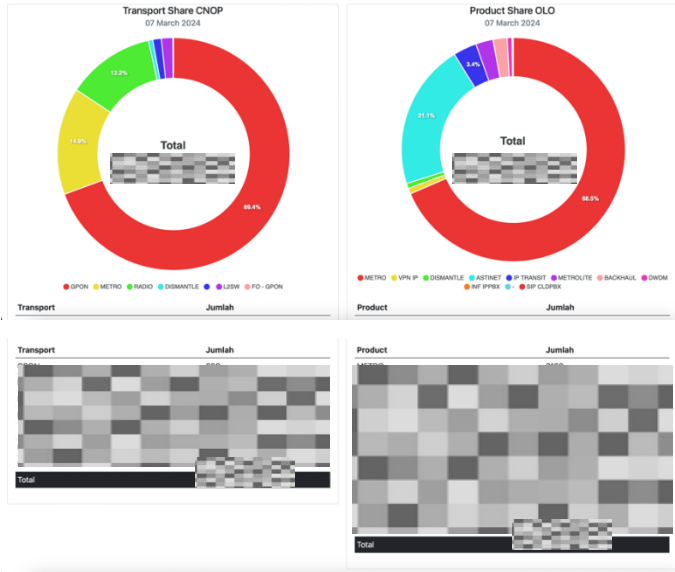 Transport Share CNOP
07 March 2024
12.2%
14.9%
Total
69.4%
GPON METRO RADIO DISMANTLE L2SW FO - GPON
Transport Jumlah
Product Share OLO
07 March 2024
3.4%
21.1%
Total
68.5%
METRO VPN IP DISMANTLE ASTINET IP TRANSIT METROLITE BACKHAUL DWDM
INF IPPBX - SIP CLDPBX
Product Jumlah
Transport Jumlah
Total
Product Jumlah
Total